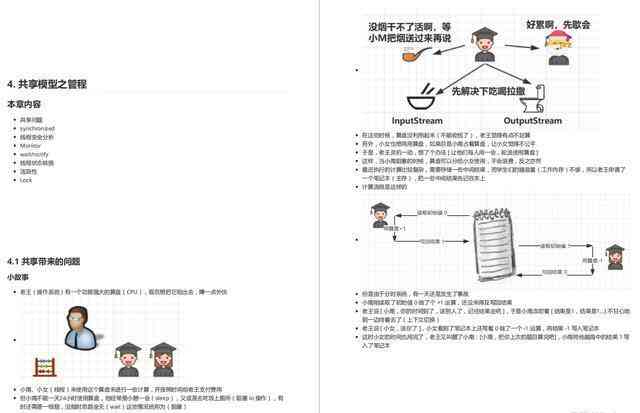 4. 共享模型之管程
本章内容
共享问题
synchronized
线程安全分析
Monitor
wait/notify
线程状态转换
活跃性
Lock
4.1 共享带来的问题
小故事
老王（操作系统）有一个功能强大的算盘（CPU），现在想把它租出去，赚一点外快
小南、小女（线程）来使用这个算盘来进行一些计算，并按照时间给老王支付费用
但小南不能一天24小时使用算盘，他经常要小憩一会（sleep），又或是去吃饭上厕所（阻塞 io 操作），有
时还需要一根烟，没烟时思路全无（wait）这些情况统称为（阻塞）
没烟干不了活啊，等
小M把烟送过来再说
好累啊，先歇会
先解决下吃喝拉撒
InputStream
OutputStream
在这些时候，算盘没利用起来（不能收钱了），老王觉得有点不划算
另外，小女也想用用算盘，如果总是小南占着算盘，让小女觉得不公平
于是，老王灵机一动，想了个办法 [ 让他们每人用一会，轮流使用算盘 ]
这样，当小南阻塞的时候，算盘可以分给小女使用，不会浪费，反之亦然
最近执行的计算比较复杂，需要存储一些中间结果，而学生们的脑容量（工作内存）不够，所以老王申请了
一个笔记本（主存），把一些中间结果先记在本上
计算流程是这样的
读取初始值 0
初算是+1
写回结果 1
读取初始值
写回结果 0
但是由于分时系统，有一天还是发生了事故
小南刚读取了初始值 0 做了个 +1 运算，还没来得及写回结果
老王说 [ 小南，你的时间到了，该别人了，记住结果走吧 ]，于是小南念叨着 [ 结果是1，结果是1...] 不甘心地
到一边待着去了（上下文切换）
老王说 [ 小女，该你了 ]，小女看到了笔记本上还写着 0 做了一个 -1 运算，将结果 -1 写入笔记本
这时小女的时间也用完了，老王又叫醒了小南：[小南，把你上次的题目算完吧]，小南将他脑海中的结果 1 写
入了笔记本